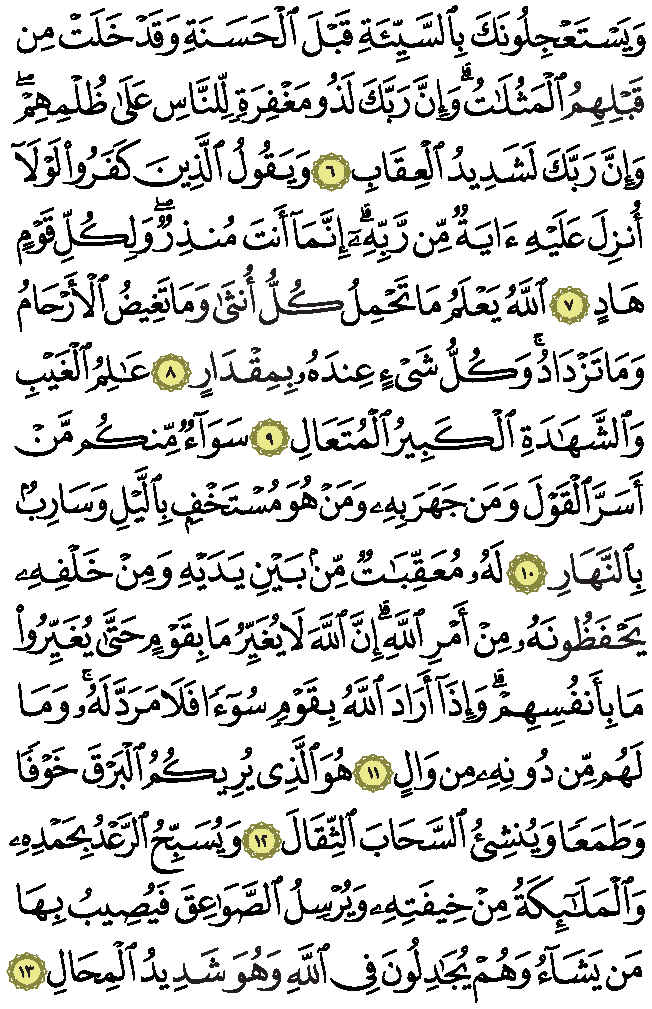 وَيَسْتَعْجِلُونَكَ بِٱلسَّيِّئَةِ قَبْلَ ٱلْحَسَنَةِ وَقَدْ خَلَتْ مِن
قَبْلِهِمُ ٱلْمَثُلَٰتُۗ وَإِنَّ رَبَّكَ لَذُو مَغْفِرَةٍ لِّلنَّاسِ عَلَىٰ ظُلْمِهِمْۖ
وَإِنَّ رَبَّكَ لَشَدِيدُ ٱلْعِقَابِ ٦ وَيَقُولُ ٱلَّذِينَ كَفَرُوا۟ لَوْلَآ
أُنزِلَ عَلَيْهِ ءَايَةٌ مِّن رَّبِّهِۦٓۗ إِنَّمَآ أَنتَ مُنذِرٌۖ وَلِكُلِّ قَوْمٍ
هَادٍ ٧ ٱللَّهُ يَعْلَمُ مَا تَحْمِلُ كُلُّ أُنثَىٰ وَمَا تَغِيضُ ٱلْأَرْحَامُ
وَمَا تَزْدَادُۚ وَكُلُّ شَىْءٍ عِندَهُۥ بِمِقْدَارٍ ٨ عَٰلِمُ ٱلْغَيْبِ
وَٱلشَّهَٰدَةِ ٱلْكَبِيرُ ٱلْمُتَعَالِ ٩ سَوَآءٌ مِّنكُم مَّنْ
أَسَرَّ ٱلْقَوْلَ وَمَن جَهَرَ بِهِۦ وَمَنْ هُوَ مُسْتَخْفٍۭ بِٱلَّيْلِ وَسَارِبٌۢ
بِٱلنَّهَارِ ١٠ لَهُۥ مُعَقِّبَٰتٌ مِّنۢ بَيْنِ يَدَيْهِ وَمِنْ خَلْفِهِۦ
يَحْفَظُونَهُۥ مِنْ أَمْرِ ٱللَّهِۗ إِنَّ ٱللَّهَ لَا يُغَيِّرُ مَا بِقَوْمٍ حَتَّىٰ يُغَيِّرُوا۟
مَا بِأَنفُسِهِمْۗ وَإِذَآ أَرَادَ ٱللَّهُ بِقَوْمٍ سُوٓءًا فَلَا مَرَدَّ لَهُۥۚ وَمَا
لَهُم مِّن دُونِهِۦ مِن وَالٍ ١١ هُوَ ٱلَّذِى يُرِيكُمُ ٱلْبَرْقَ خَوْفًا
وَطَمَعًا وَيُنشِئُ ٱلسَّحَابَ ٱلثِّقَالَ ١٢ وَيُسَبِّحُ ٱلرَّعْدُ بِحَمْدِهِۦ
وَٱلْمَلَٰٓئِكَةُ مِنْ خِيفَتِهِۦ وَيُرْسِلُ ٱلصَّوَٰعِقَ فَيُصِيبُ بِهَا
مَن يَشَآءُ وَهُمْ يُجَٰدِلُونَ فِى ٱللَّهِ وَهُوَ شَدِيدُ ٱلْمِحَالِ ١٣